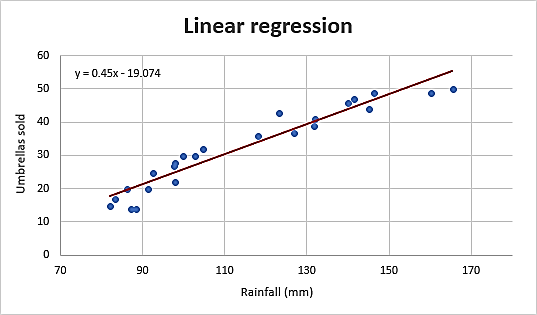 Linear regression
y = 0.45x - 19.074
Umbrellas sold
60
50
40
30
20
10
0
70 90 110 130 150 170
Rainfall (mm)